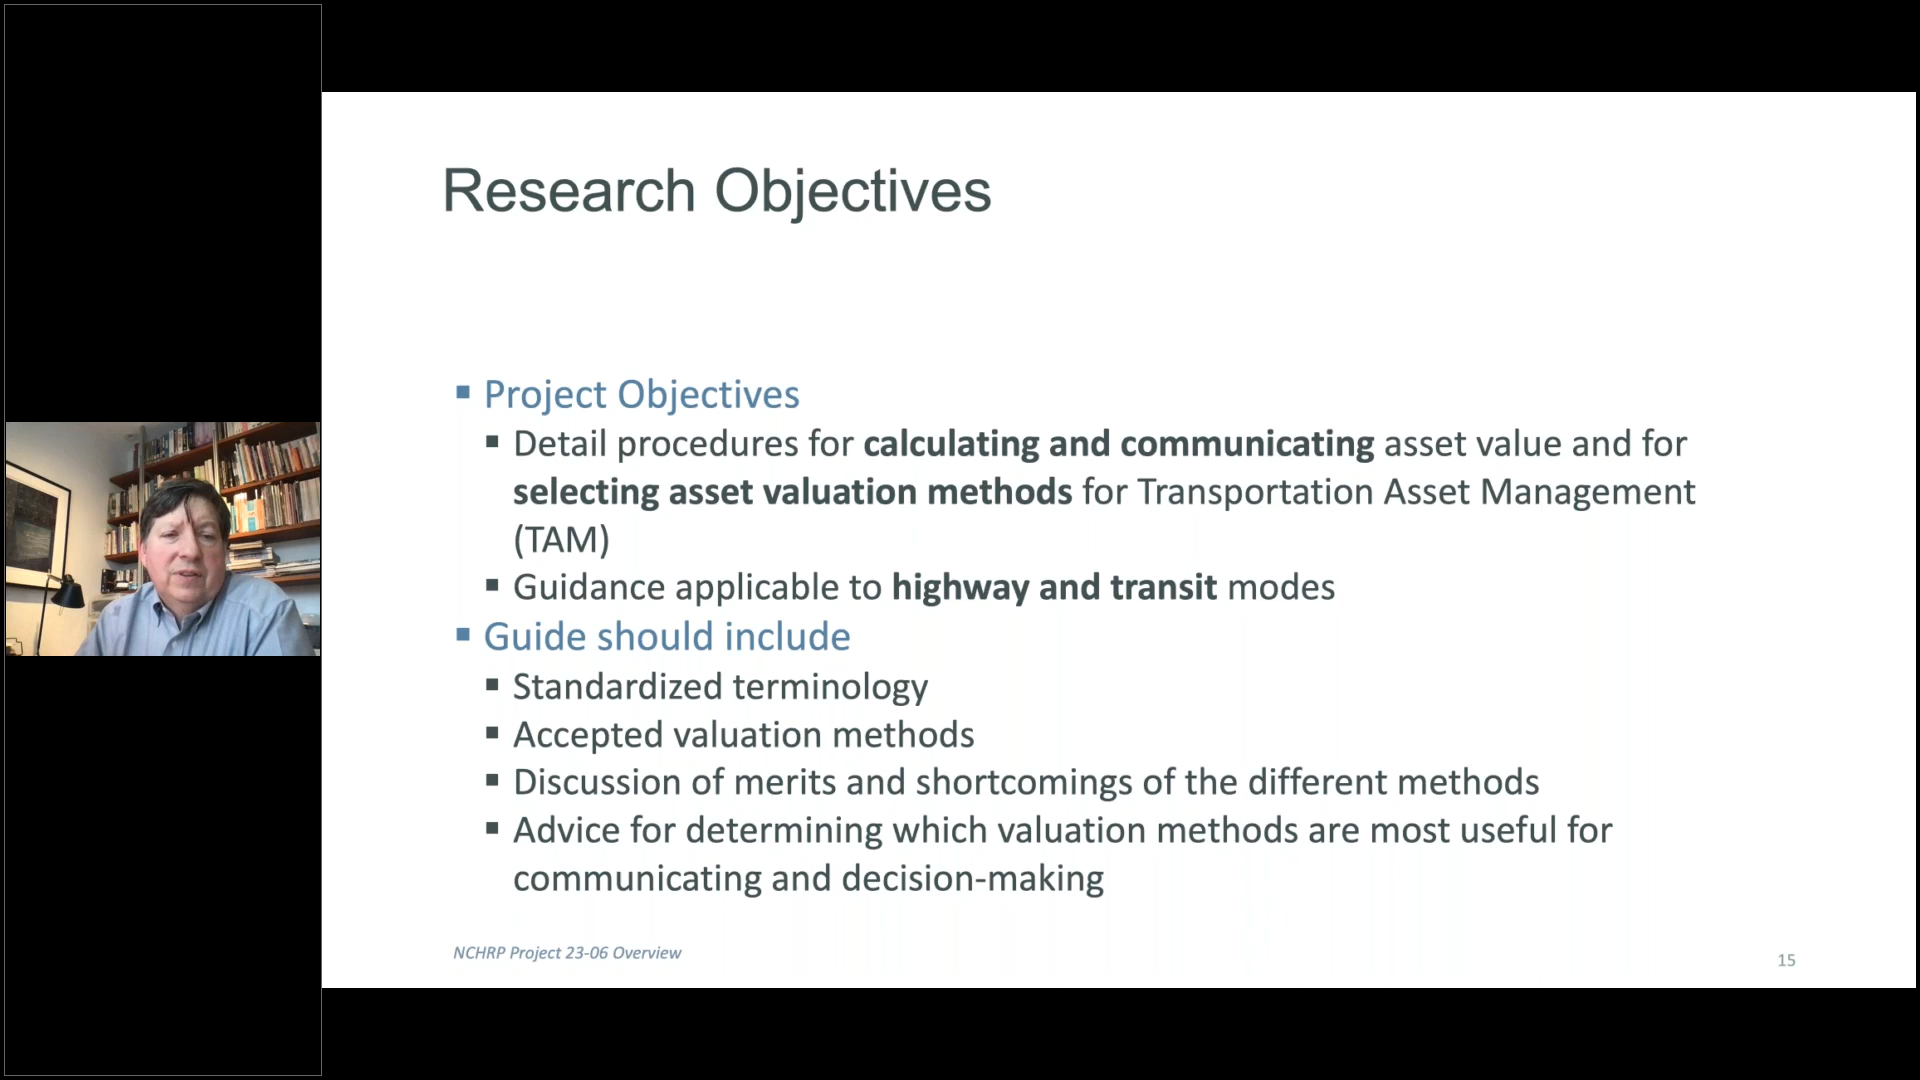 Research Objectives
▪ Project Objectives
▪ Detail procedures for calculating and communicating asset value and for
selecting asset valuation methods for Transportation Asset Management
(TAM)
▪ Guidance applicable to highway and transit modes
▪ Guide should include
▪ Standardized terminology
▪ Accepted valuation methods
▪ Discussion of merits and shortcomings of the different methods
▪ Advice for determining which valuation methods are most useful for
communicating and decision-making
NCHRP Project 23-06 Overview
15